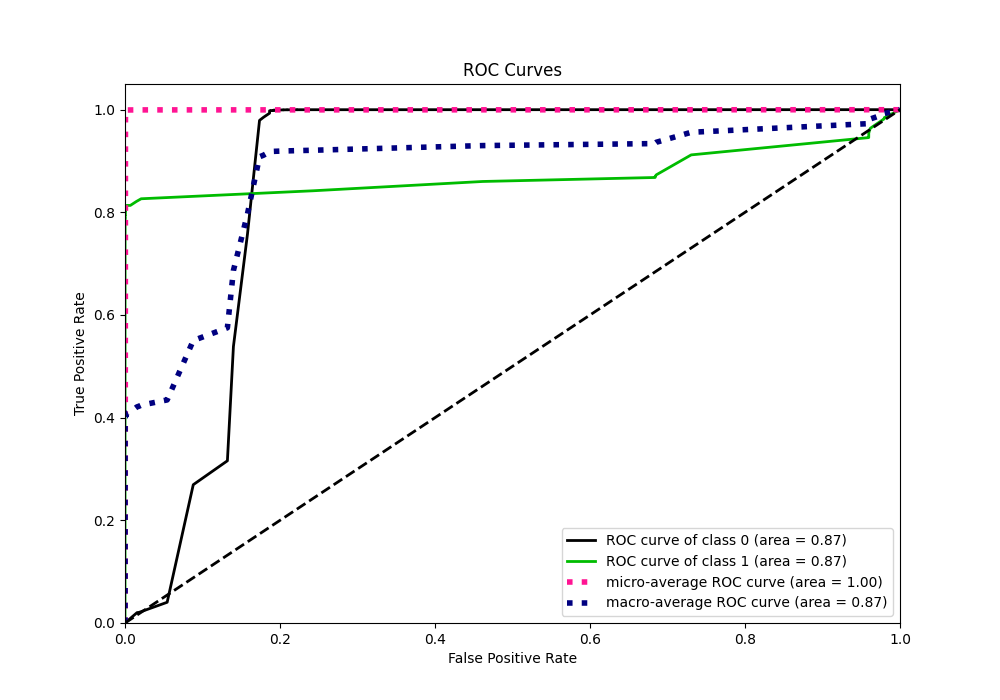 ROC Curves
1.0
0.8
0.6
0.4
0.2
0.0
True Positive Rate
0.0 0.2 0.4 0.6 0.8 1.0
False Positive Rate
ROC curve of class 0 (area = 0.87)
ROC curve of class 1 (area = 0.87)
micro-average ROC curve (area = 1.00)
macro-average ROC curve (area = 0.87)